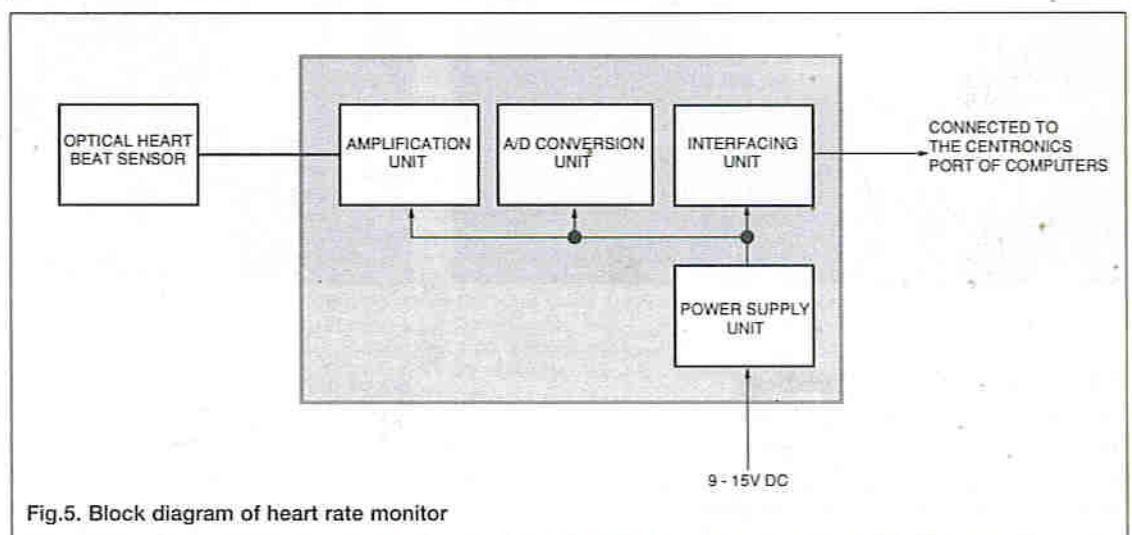 OPTICAL HEART
BEAT SENSOR
AMPLIFICATION
UNIT
A/D CONVERSION
UNIT
INTERFACING
UNIT
CONNECTED TO
THE CENTRONICS
PORT OF COMPUTERS
POWER SUPPLY
UNIT
9 - 15V DC
Fig.5. Block diagram of heart rate monitor